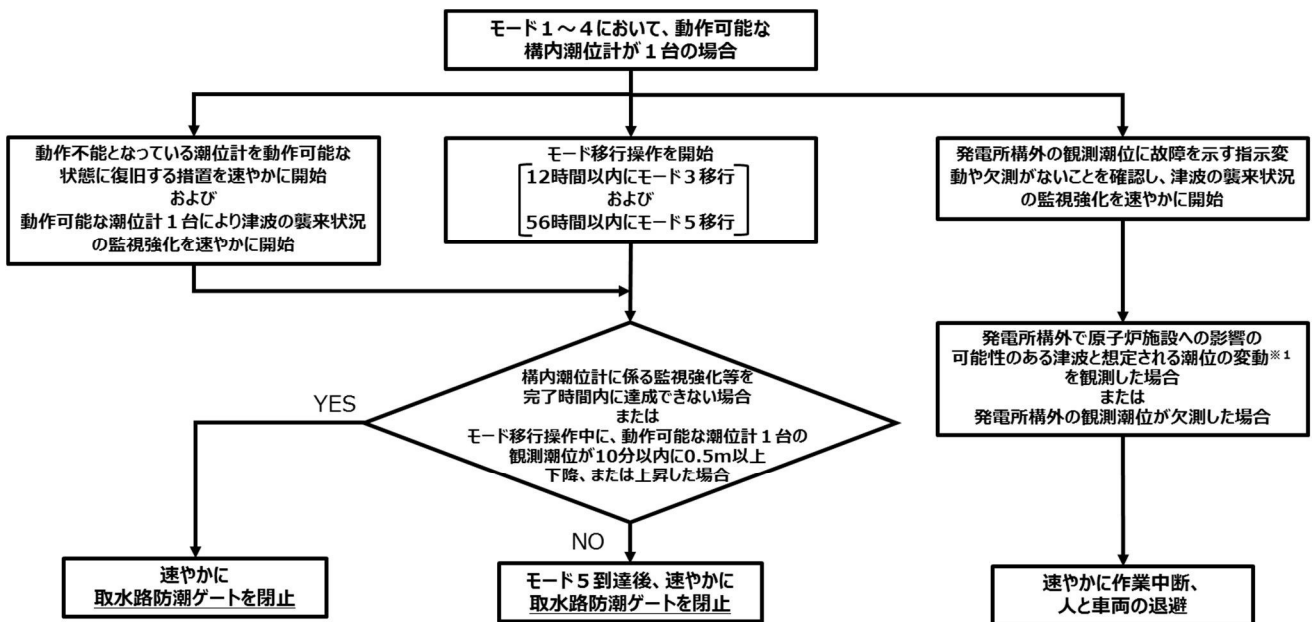 モード1～4において、動作可能な
構内潮位計が1台の場合
動作不能となっている潮位計を動作可能な
状態に復旧する措置を速やかに開始
および
動作可能な潮位計1台により津波の襲来状況
の監視強化を速やかに開始
モード移行操作を開始
12時間以内にモード3移行
および
56時間以内にモード5移行
発電所構外の観測潮位に故障を示す指示変
動や欠測がないことを確認し、津波の襲来状況
の監視強化を速やかに開始
構内潮位計に係る監視強化等を
完了時間内に達成できない場合
または
モード移行操作中に、動作可能な潮位計1台の
観測潮位が10分以内に0.5m以上
下降、または上昇した場合
発電所構外で原子炉施設への影響の
可能性のある津波と想定される潮位の変動※1
を観測した場合
または
発電所構外の観測潮位が欠測した場合
YES
NO
速やかに
取水路防潮ゲートを閉止
モード5到達後、速やかに
取水路防潮ゲートを閉止
速やかに作業中断、
人と車両の退避